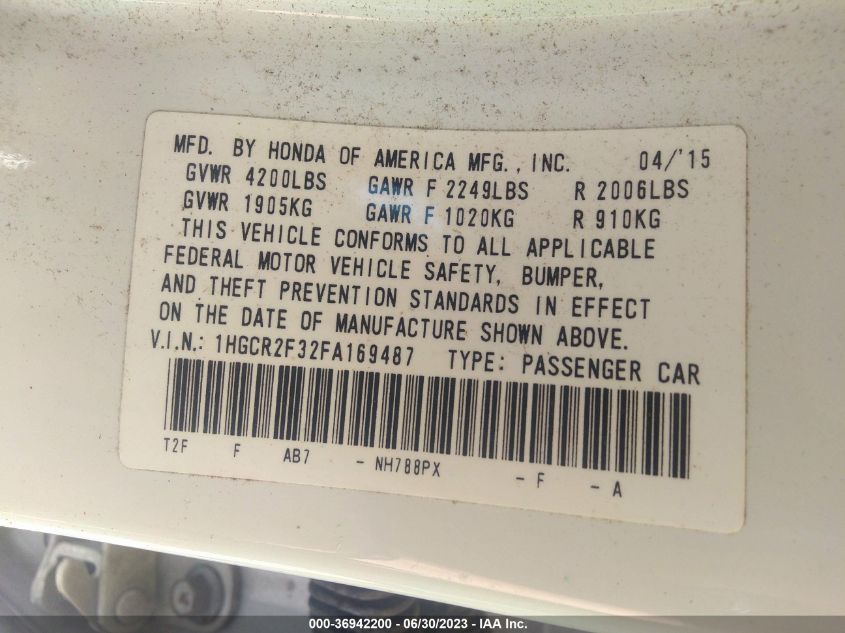 MFD. BY HONDA OF AMERICA MFG., INC. 04/'15
GVWR 4200LBS GAWR F 2249LBS R 2006LBS
GVWR 1905KG GAWR F 1020KG R 910KG
THIS VEHICLE CONFORMS TO ALL APPLICABLE
FEDERAL MOTOR VEHICLE SAFETY, BUMPER,
AND THEFT PREVENTION STANDARDS IN EFFECT
ON THE DATE OF MANUFACTURE SHOWN ABOVE.
V.I.N.: 1HGCR2F32FA169487 TYPE: PASSENGER CAR
T2F F AB7 - NH788PX - F - A
000-36942200 - 06/30/2023 - IAA Inc.